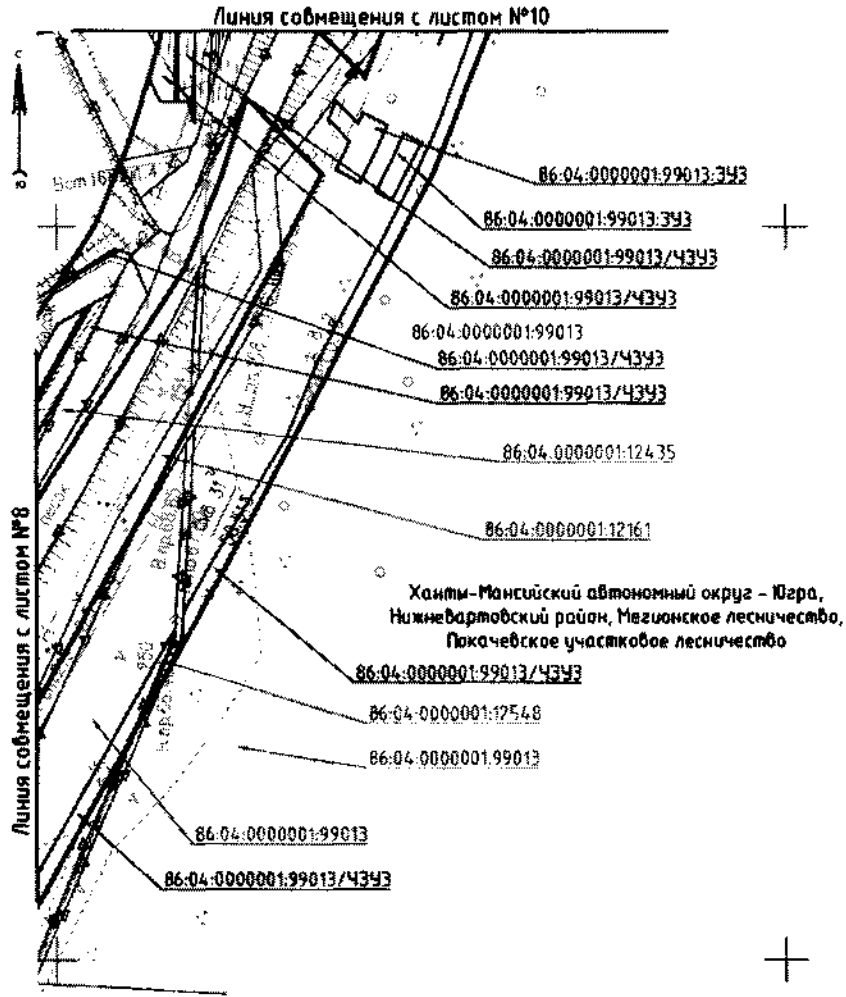 Линия совмещения с листом №10
с
86:04:0000001:99013:ЗУ3
86:04:0000001:99013:ЗУ3
86:04:0000001:99013/ЧЗУ3
86:04:0000001:99013/ЧЗУ3
86:04:0000001:99013
86:04:0000001:99013/ЧЗУ3
86:04:0000001:99013/ЧЗУ3
86:04:0000001:12435
86:04:0000001:12161
Линия совмещения с листом №8
песок
Ханты-Мансийский автономный округ - Югра,
Нижневартовский район, Мегионское лесничество,
Покачевское участковое лесничество
86:04:0000001:99013/ЧЗУ3
86:04:0000001:12548
86:04:0000001:99013
86:04:0000001:99013
86:04:0000001:99013/ЧЗУ3